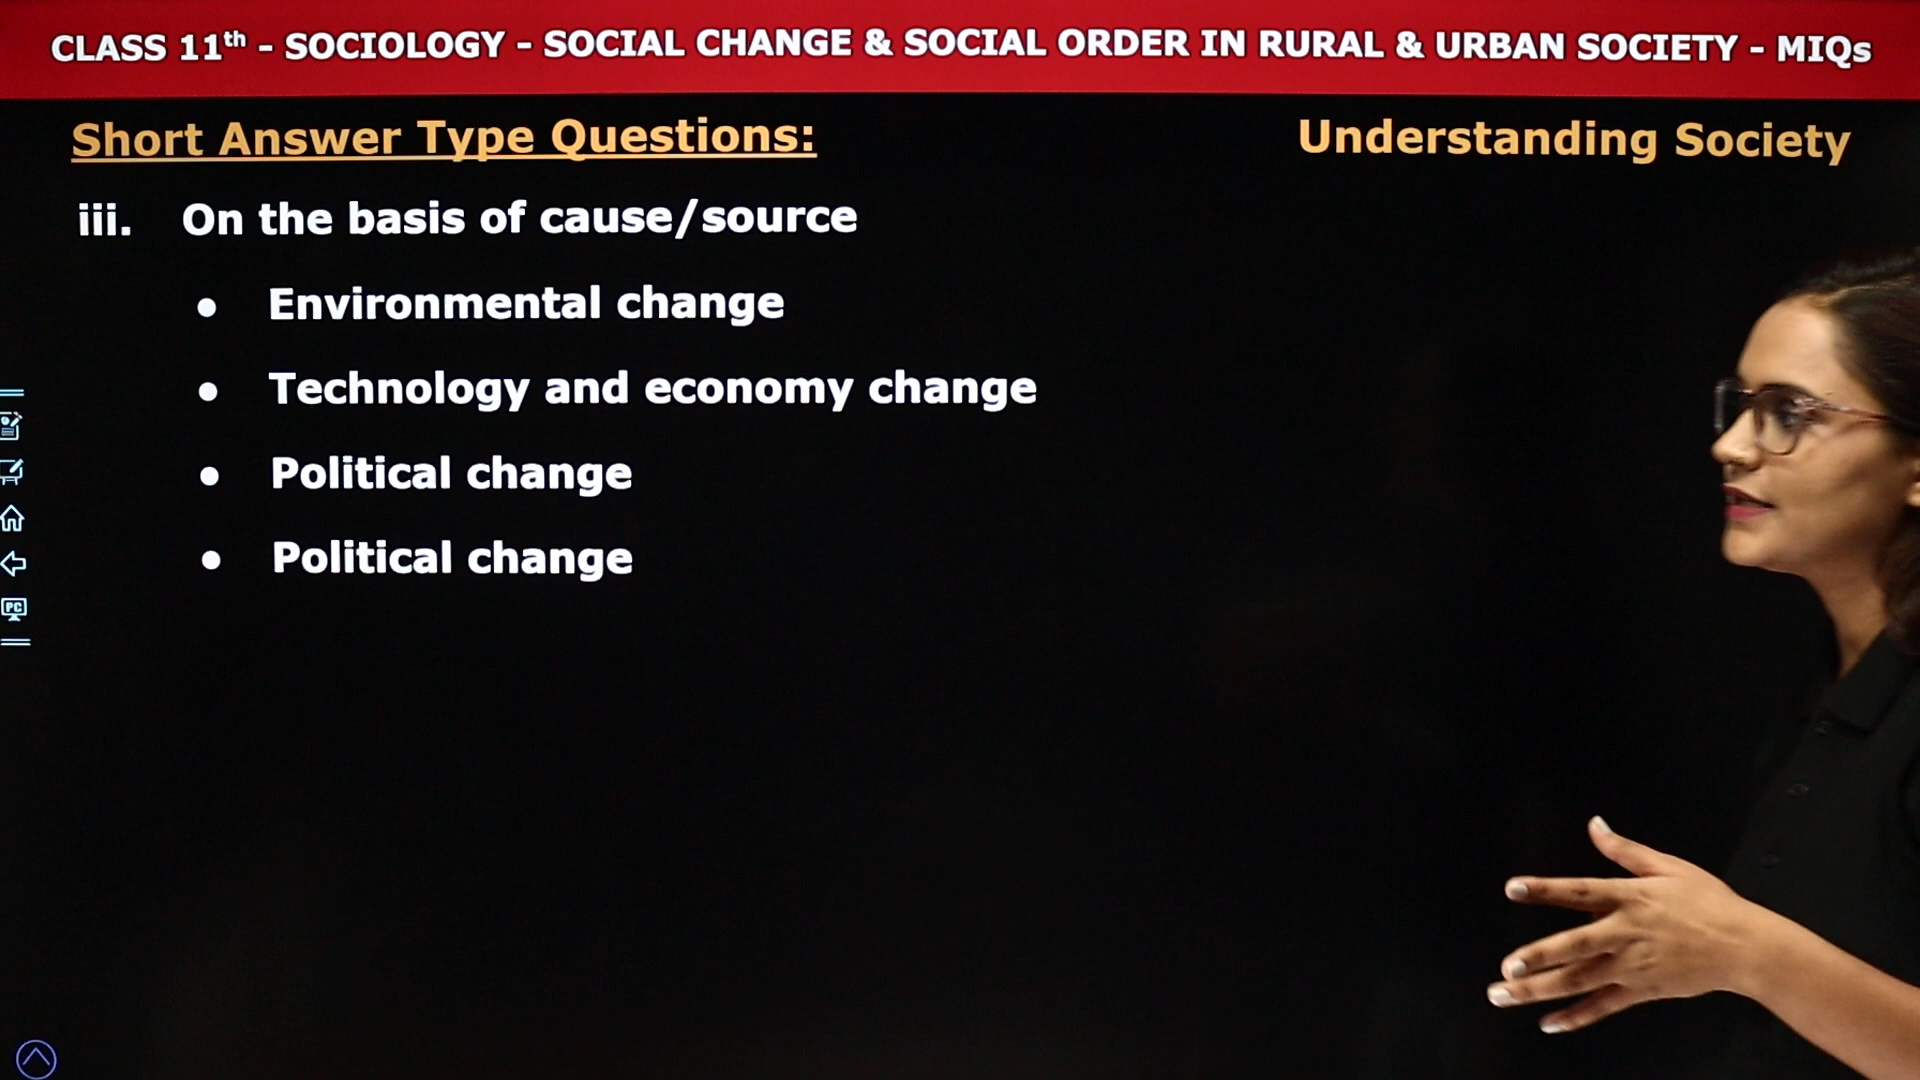 CLASS 11th - SOCIOLOGY - SOCIAL CHANGE & SOCIAL ORDER IN RURAL & URBAN SOCIETY - MIQs
Short Answer Type Questions:
Understanding Society
iii. On the basis of cause/source
● Environmental change
● Technology and economy change
● Political change
● Political change
PC